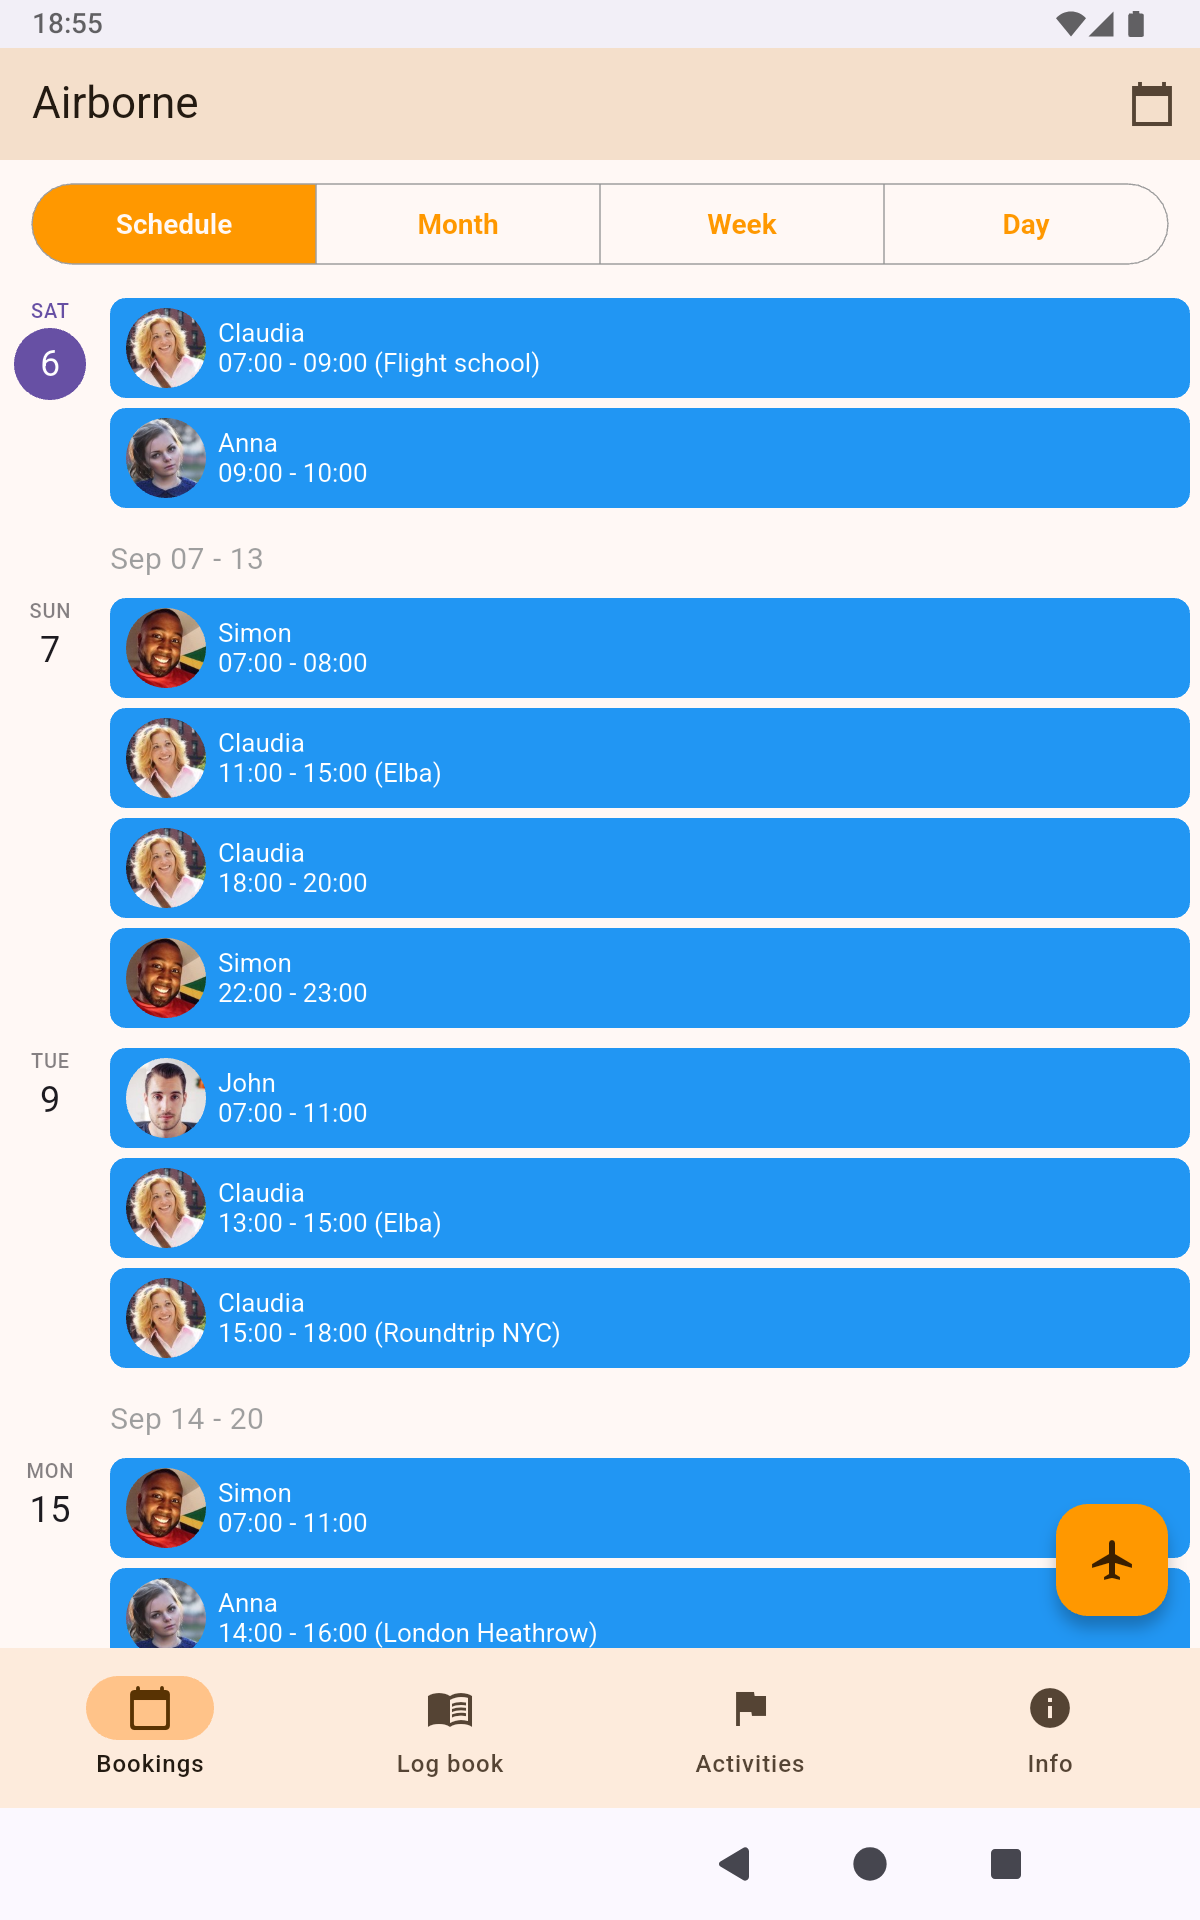 18:55
Airborne
Schedule
Month
Week
Day
SAT
6
Claudia
07:00 - 09:00 (Flight school)
Anna
09:00 - 10:00
Sep 07 - 13
SUN
7
Simon
07:00 - 08:00
Claudia
11:00 - 15:00 (Elba)
Claudia
18:00 - 20:00
Simon
22:00 - 23:00
TUE
9
John
07:00 - 11:00
Claudia
13:00 - 15:00 (Elba)
Claudia
15:00 - 18:00 (Roundtrip NYC)
Sep 14 - 20
MON
15
Simon
07:00 - 11:00
Anna
14:00 - 16:00 (London Heathrow)
Bookings
Log book
Activities
Info